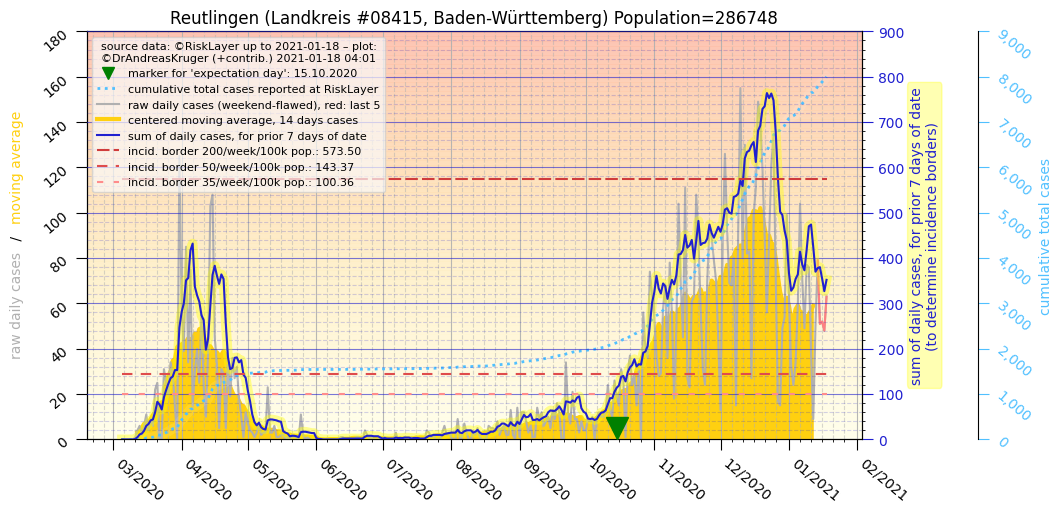 Reutlingen (Landkreis #08415, Baden-Württemberg) Population=286748
source data: ©RiskLayer up to 2021-01-18 – plot:
©DrAndreasKruger (+contrib.) 2021-01-18 04:01
marker for 'expectation day': 15.10.2020
cumulative total cases reported at RiskLayer
raw daily cases (weekend-flawed), red: last 5
centered moving average, 14 days cases
sum of daily cases, for prior 7 days of date
incid. border 200/week/100k pop.: 573.50
incid. border 50/week/100k pop.: 143.37
incid. border 35/week/100k pop.: 100.36
raw daily cases / moving average
180
160
140
120
100
80
60
40
20
0
03/2020
04/2020
05/2020
06/2020
07/2020
08/2020
09/2020
10/2020
11/2020
12/2020
01/2021
02/2021
900
800
700
600
500
400
300
200
100
0
sum of daily cases, for prior 7 days of date
(to determine incidence borders)
9,000
8,000
7,000
6,000
5,000
4,000
3,000
2,000
1,000
0
cumulative total cases